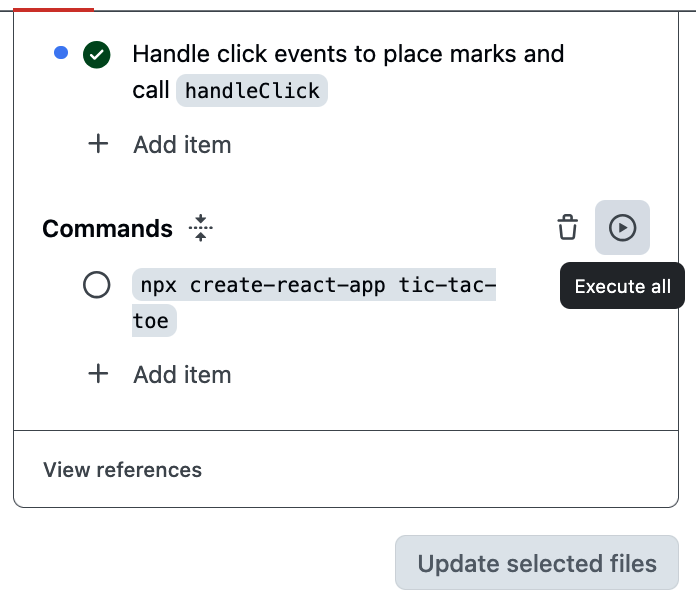 Handle click events to place marks and
call handleClick
Add item
Commands
Execute all
npx create-react-app tic-tac-
toe
Add item
View references
Update selected files